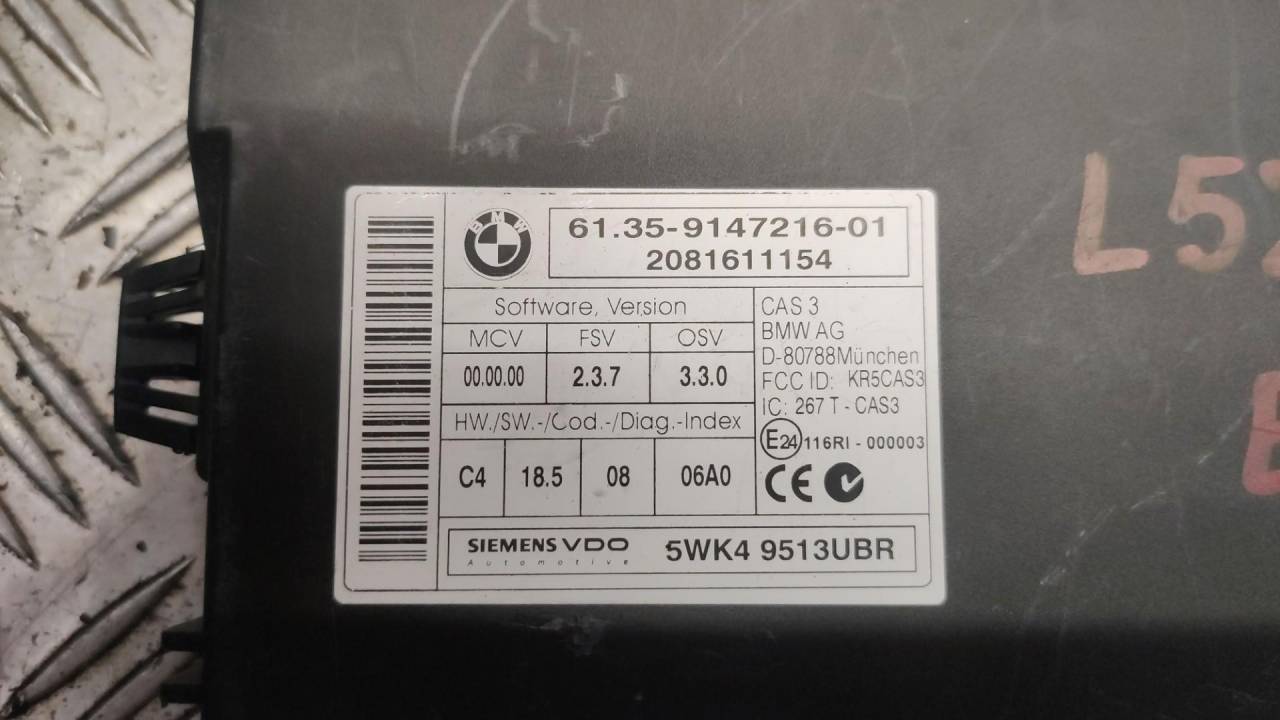 BMW
61.35-9147216-01
2081611154
Software, Version
MCV FSV OSV
00.00.00 2.3.7 3.3.0
HW./SW.-/Cod.-/Diag.-Index
C4 18.5 08 06A0
CAS 3
BMW AG
D-80788München
FCC ID: KR5CAS3
IC: 267 T - CAS3
E24 116RI - 000003
CE
SIEMENS VDO
Automotive
5WK4 9513UBR